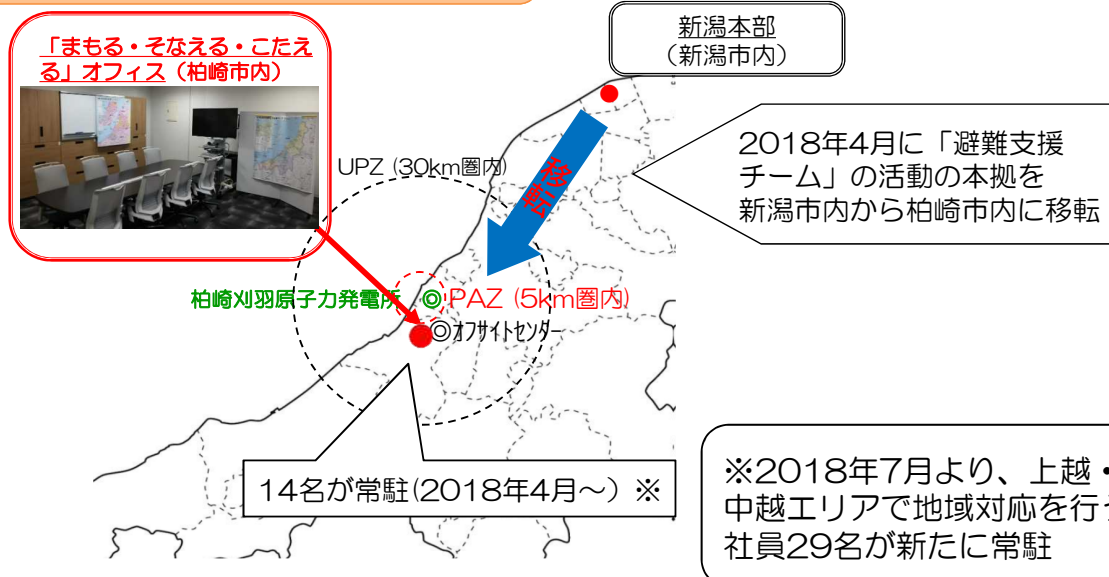 「まもる・そなえる・こたえ
る」オフィス（柏崎市内）
新潟本部
（新潟市内）
2018年4月に「避難支援
チーム」の活動の本拠を
新潟市内から柏崎市内に移転
UPZ（30km圏内）
移転
柏崎刈羽原子力発電所
◎PAZ（5km圏内）
◎オフサイトセンター
14名が常駐(2018年4月～）※
※2018年7月より、上越・
中越エリアで地域対応を行う
社員29名が新たに常駐